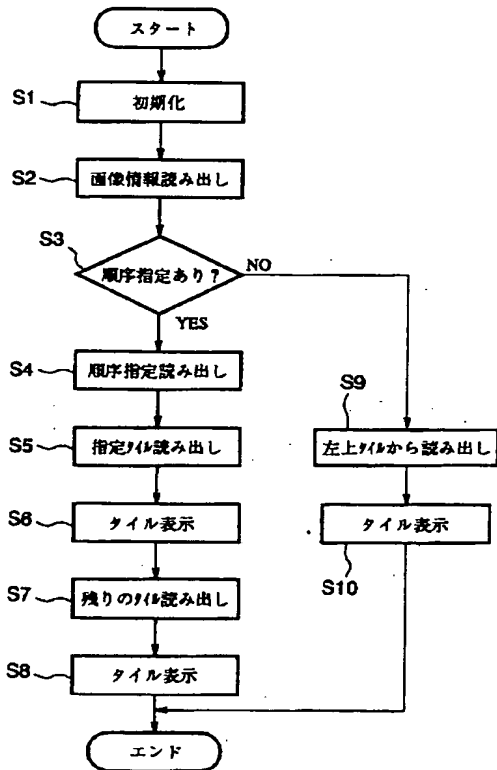 スタート
S1
初期化
S2
画像情報読み出し
S3
順序指定あり?
NO
YES
S4
順序指定読み出し
S9
S5
指定タイル読み出し
左上タイルから読み出し
S6
タイル表示
タイル表示
S10
S7
残りのタイル読み出し
S8
タイル表示
エンド